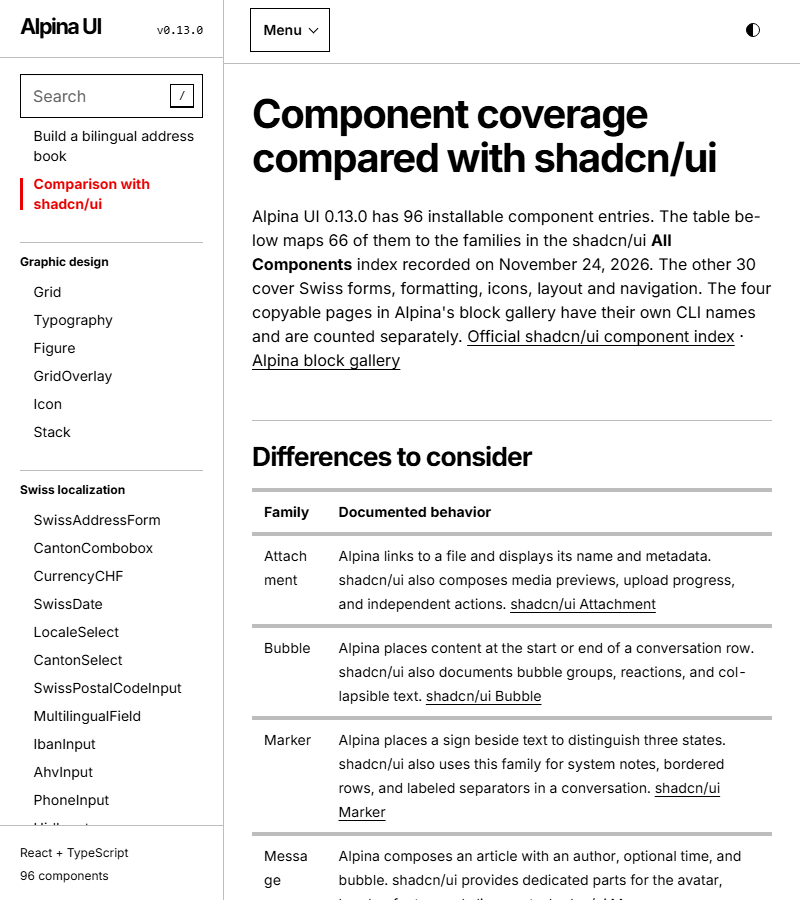 Alpina UI
v0.13.0
Menu
Search
/
Build a bilingual address
book
Comparison with
shadcn/ui
Graphic design
Grid
Typography
Figure
GridOverlay
Icon
Stack
Swiss localization
SwissAddressForm
CantonCombobox
CurrencyCHF
SwissDate
LocaleSelect
CantonSelect
SwissPostalCodeInput
MultilingualField
IbanInput
AhvInput
PhoneInput
React + TypeScript
96 components
Component coverage
compared with shadcn/ui
Alpina UI 0.13.0 has 96 installable component entries. The table be-
low maps 66 of them to the families in the shadcn/ui All
Components index recorded on November 24, 2026. The other 30
cover Swiss forms, formatting, icons, layout and navigation. The four
copyable pages in Alpina's block gallery have their own CLI names
and are counted separately. Official shadcn/ui component index ·
Alpina block gallery
Differences to consider
Family Documented behavior
Attach
ment
Alpina links to a file and displays its name and metadata.
shadcn/ui also composes media previews, upload progress,
and independent actions. shadcn/ui Attachment
Bubble
Alpina places content at the start or end of a conversation row.
shadcn/ui also documents bubble groups, reactions, and col-
lapsible text. shadcn/ui Bubble
Marker
Alpina places a sign beside text to distinguish three states.
shadcn/ui also uses this family for system notes, bordered
rows, and labeled separators in a conversation. shadcn/ui
Marker
Messa
ge
Alpina composes an article with an author, optional time, and
bubble. shadcn/ui provides dedicated parts for the avatar,